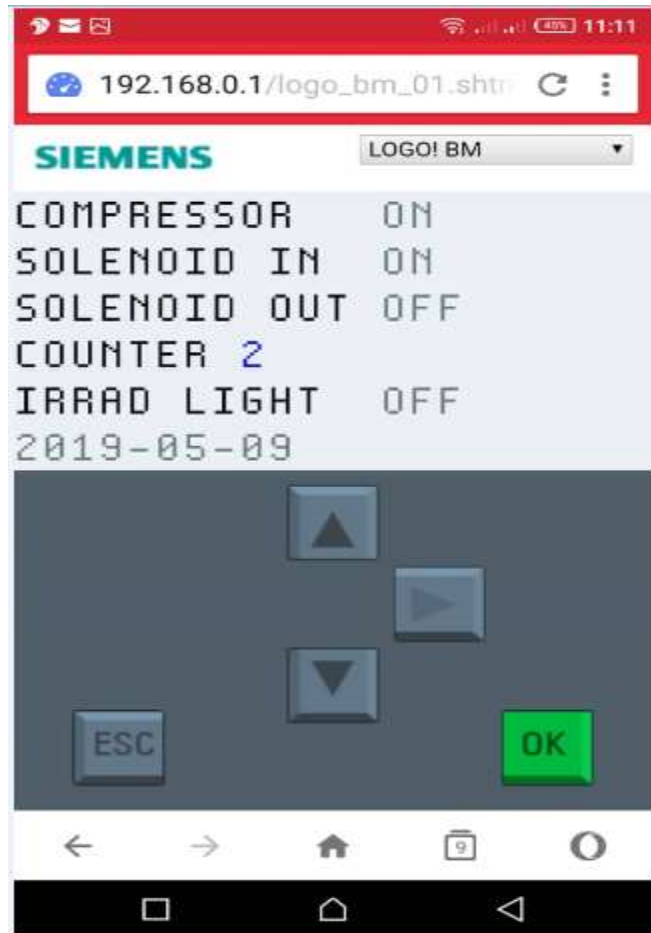 45% 11:11
192.168.0.1/logo_bm_01.shtm
SIEMENS
LOGO! BM
COMPRESSOR ON
SOLENOID IN ON
SOLENOID OUT OFF
COUNTER 2
IRRAD LIGHT OFF
2019-05-09
ESC
OK
9